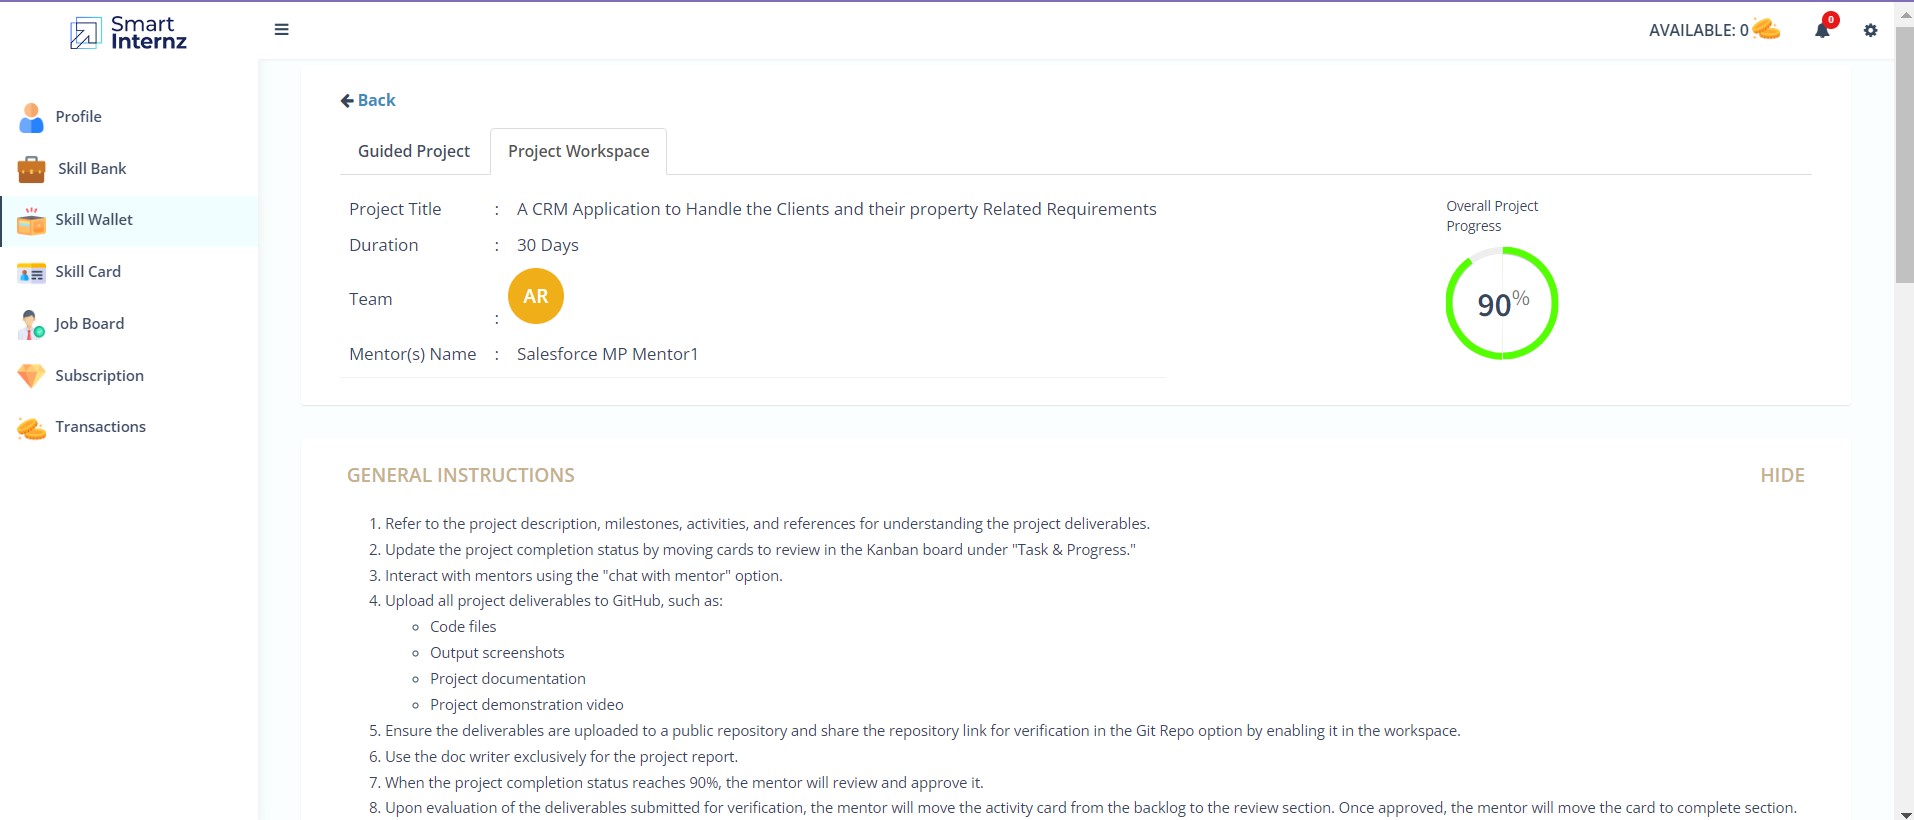 Smart
Internz
AVAILABLE: 0
0
Profile
Skill Bank
Skill Wallet
Skill Card
Job Board
Subscription
Transactions
Back
Guided Project
Project Workspace
Project Title : A CRM Application to Handle the Clients and their property Related Requirements
Duration : 30 Days
Team : AR
Mentor(s) Name : Salesforce MP Mentor1
Overall Project
Progress
90%
GENERAL INSTRUCTIONS
HIDE
1. Refer to the project description, milestones, activities, and references for understanding the project deliverables.
2. Update the project completion status by moving cards to review in the Kanban board under "Task & Progress."
3. Interact with mentors using the "chat with mentor" option.
4. Upload all project deliverables to GitHub, such as:
Code files
Output screenshots
Project documentation
Project demonstration video
5. Ensure the deliverables are uploaded to a public repository and share the repository link for verification in the Git Repo option by enabling it in the workspace.
6. Use the doc writer exclusively for the project report.
7. When the project completion status reaches 90%, the mentor will review and approve it.
8. Upon evaluation of the deliverables submitted for verification, the mentor will move the activity card from the backlog to the review section. Once approved, the mentor will move the card to complete section.